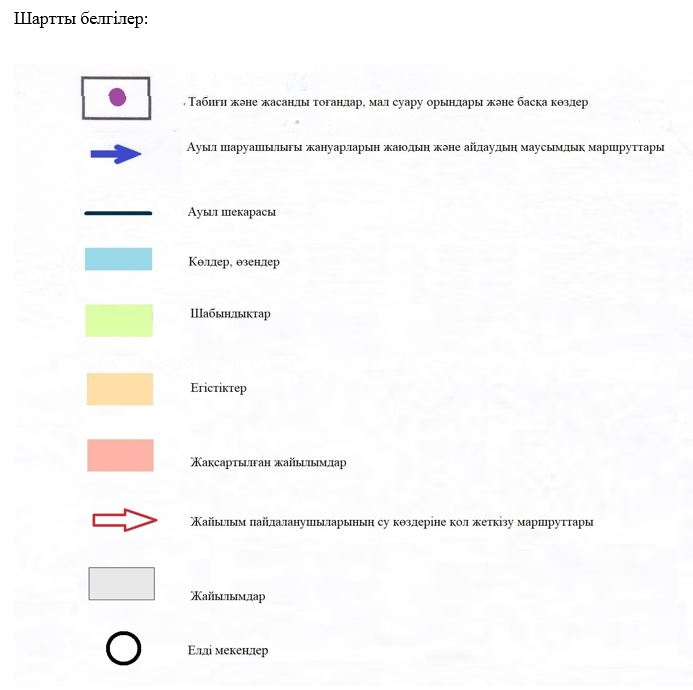 Шартты белгілер:
Табиғи және жасанды тоғандар, мал суару орындары және басқа көздер
Ауыл шаруашылығы жануарларын жаюдың және айдаудың маусымдық маршруттары
Ауыл шекарасы
Көлдер, өзендер
Шабындықтар
Егістіктер
Жақсартылған жайылымдар
Жайылым пайдаланушыларының су көздеріне қол жеткізу маршруттары
Жайылымдар
Елді мекендер